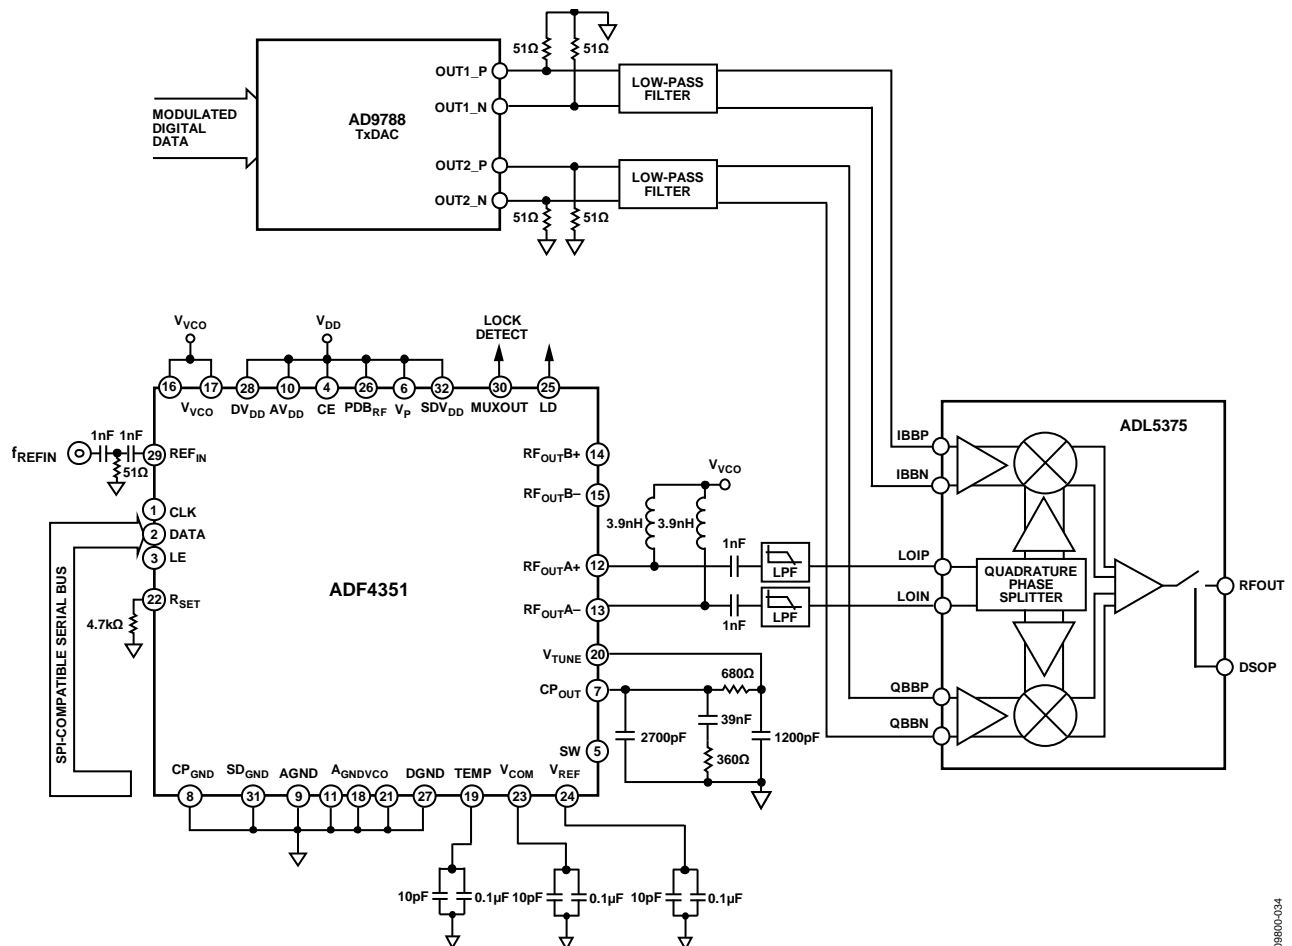 51Ω
51Ω
OUT1_P
OUT1_N
OUT2_P
OUT2_N
AD9788
TxDAC
MODULATED
DIGITAL
DATA
LOW-PASS
FILTER
LOW-PASS
FILTER
51Ω
51Ω
VVCO
VDD
LOCK
DETECT
16
17
28
10
4
26
6
32
30
25
VVCO
DVDD
AVDD
CE
PDBRF
VP
SDVDD
MUXOUT
LD
fREFIN
1nF
1nF
51Ω
29
REFIN
1
CLK
2
DATA
3
LE
22
RSET
4.7kΩ
SPI-COMPATIBLE SERIAL BUS
ADF4351
RFOUTB+
14
RFOUTB−
15
RFOUTA+
12
RFOUTA−
13
VTUNE
20
CPOUT
7
SW
5
VVCO
3.9nH
3.9nH
1nF
LPF
1nF
LPF
680Ω
39nF
2700pF
1200pF
360Ω
CPGND
SDGND
AGND
AGNDVCO
DGND
TEMP
VCOM
VREF
8
31
9
11
18
21
27
19
23
24
10pF
0.1µF
10pF
0.1µF
10pF
0.1µF
ADL5375
IBBP
IBBN
LOIP
LOIN
QBBP
QBBN
QUADRATURE
PHASE
SPLITTER
RFOUT
DSOP
09800-034